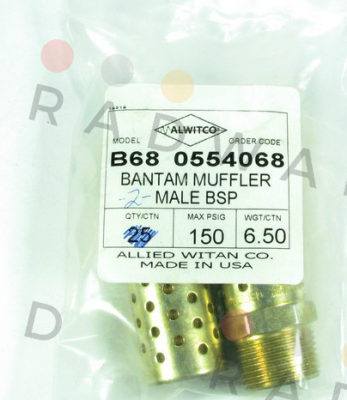 ALWITCO
MODEL ORDER CODE
B68 0554068
BANTAM MUFFLER
-2- MALE BSP
QTY/CTN MAX PSIG WGT/CTN
25 150 6.50
ALLIED WITAN CO.
MADE IN USA